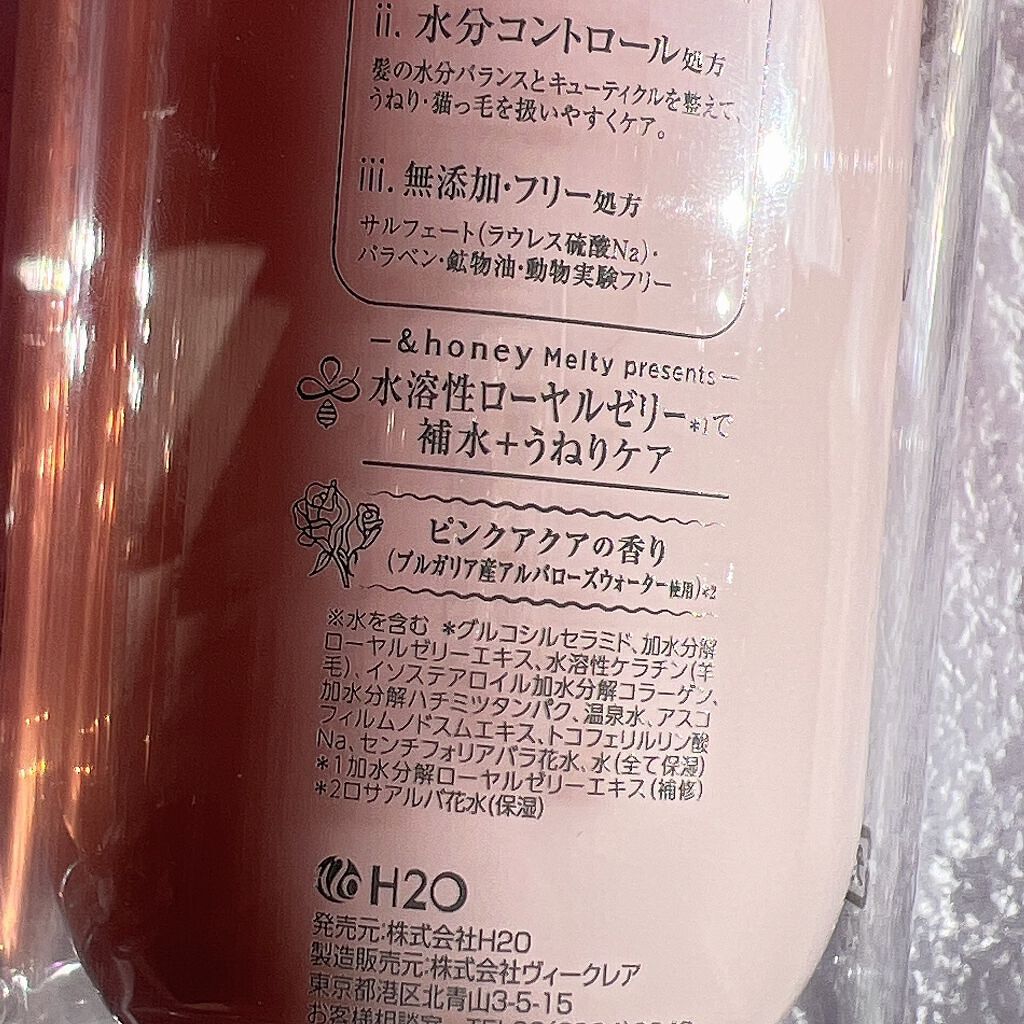 ii. 水分コントロール処方
髪の水分バランスとキューティクルを整えて、
うねり・猫っ毛を扱いやすくケア。
iii. 無添加・フリー処方
サルフェート(ラウレス硫酸Na)・
パラベン・鉱物油・動物実験フリー
—&honey Melty presents—
水溶性ローヤルゼリー*1で
補水+うねりケア
ピンクアクアの香り
(ブルガリア産アルバローズウォーター使用)*2
※水を含む *グルコシルセラミド、加水分解
ローヤルゼリーエキス、水溶性ケラチン(羊
毛)、イソステアロイル加水分解コラーゲン、
加水分解ハチミツタンパク、温泉水、アスコ
フィルムノドスムエキス、トコフェリルリン酸
Na、センチフォリアバラ花水、水(全て保湿)
*1加水分解ローヤルゼリーエキス(補修)
*2ロサアルバ花水(保湿)
H2O
発売元:株式会社H2O
製造販売元:株式会社ヴィークレア
東京都港区北青山3-5-15
お客様相談室